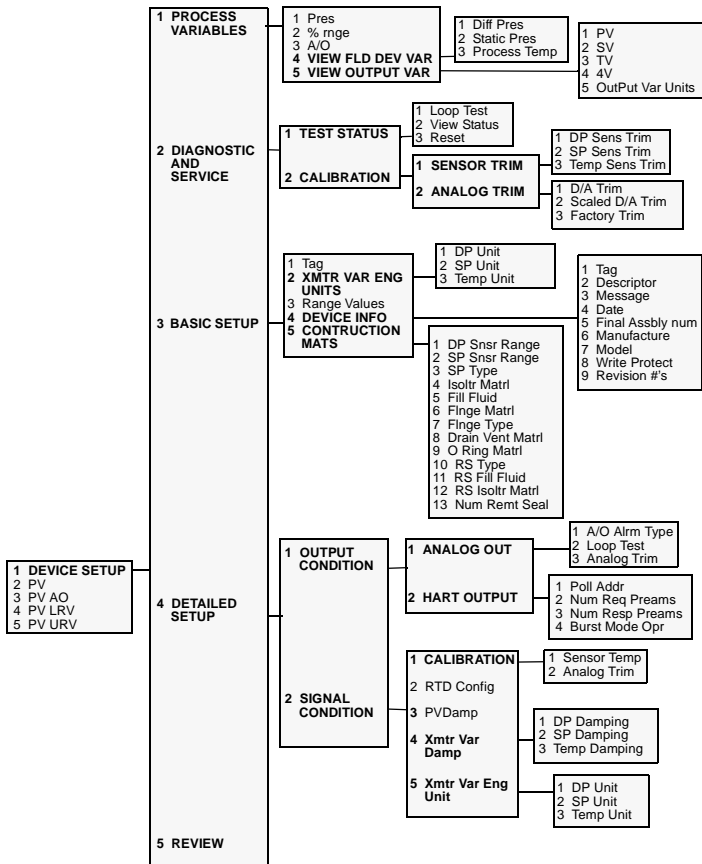 1 DEVICE SETUP
2 PV
3 PV AO
4 PV LRV
5 PV URV
1 PROCESS
VARIABLES
2 DIAGNOSTIC
AND
SERVICE
3 BASIC SETUP
4 DETAILED
SETUP
5 REVIEW
1 Pres
2 % rnge
3 A/O
4 VIEW FLD DEV VAR
5 VIEW OUTPUT VAR
1 Diff Pres
2 Static Pres
3 Process Temp
1 PV
2 SV
3 TV
4 4V
5 OutPut Var Units
1 TEST STATUS
2 CALIBRATION
1 Loop Test
2 View Status
3 Reset
1 SENSOR TRIM
2 ANALOG TRIM
1 DP Sens Trim
2 SP Sens Trim
3 Temp Sens Trim
1 D/A Trim
2 Scaled D/A Trim
3 Factory Trim
1 Tag
2 XMTR VAR ENG
UNITS
3 Range Values
4 DEVICE INFO
5 CONTRUCTION
MATS
1 DP Unit
2 SP Unit
3 Temp Unit
1 Tag
2 Descriptor
3 Message
4 Date
5 Final Assbly num
6 Manufacture
7 Model
8 Write Protect
9 Revision #'s
1 DP Snsr Range
2 SP Snsr Range
3 SP Type
4 Isoltr Matrl
5 Fill Fluid
6 Flnge Matrl
7 Flnge Type
8 Drain Vent Matrl
9 O Ring Matrl
10 RS Type
11 RS Fill Fluid
12 RS Isoltr Matrl
13 Num Remt Seal
1 OUTPUT
CONDITION
2 SIGNAL
CONDITION
1 ANALOG OUT
2 HART OUTPUT
1 A/O Alrm Type
2 Loop Test
3 Analog Trim
1 Poll Addr
2 Num Req Preams
3 Num Resp Preams
4 Burst Mode Opr
1 CALIBRATION
2 RTD Config
3 PVDamp
4 Xmtr Var
Damp
5 Xmtr Var Eng
Unit
1 Sensor Temp
2 Analog Trim
1 DP Damping
2 SP Damping
3 Temp Damping
1 DP Unit
2 SP Unit
3 Temp Unit